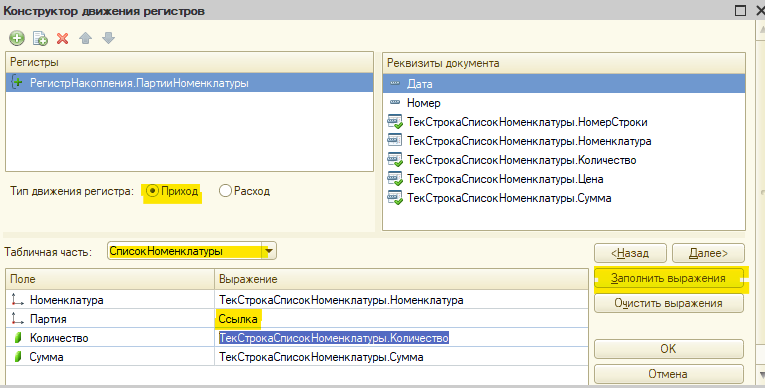 Конструктор движения регистров
Регистры
РегистрНакопления.ПартииНоменклатуры
Реквизиты документа
Дата
Номер
ТекСтрокаСписокНоменклатуры.НомерСтроки
ТекСтрокаСписокНоменклатуры.Номенклатура
ТекСтрокаСписокНоменклатуры.Количество
ТекСтрокаСписокНоменклатуры.Цена
ТекСтрокаСписокНоменклатуры.Сумма
Тип движения регистра: Приход Расход
Табличная часть: СписокНоменклатуры
<Назад Далее>
Поле Выражение
Номенклатура ТекСтрокаСписокНоменклатуры.Номенклатура
Партия Ссылка
Количество ТекСтрокаСписокНоменклатуры.Количество
Сумма ТекСтрокаСписокНоменклатуры.Сумма
Заполнить выражения
Очистить выражения
OK
Отмена